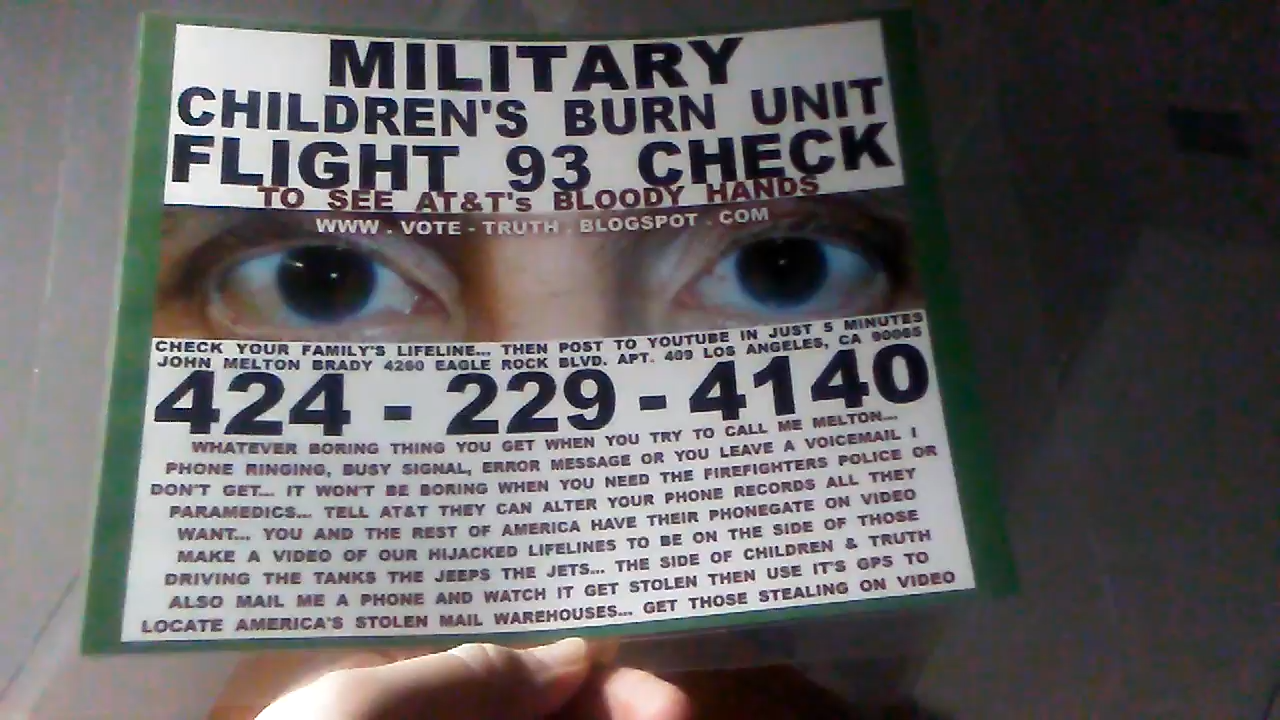 MILITARY
CHILDREN'S BURN UNIT
FLIGHT 93 CHECK
TO SEE AT&T's BLOODY HANDS
WWW . VOTE - TRUTH . BLOGSPOT . COM
CHECK YOUR FAMILY'S LIFELINE... THEN POST TO YOUTUBE IN JUST 5 MINUTES
JOHN MELTON BRADY 4260 EAGLE ROCK BLVD. APT. 409 LOS ANGELES, CA 90065
424 - 229 - 4140
WHATEVER BORING THING YOU GET WHEN YOU TRY TO CALL ME MELTON...
PHONE RINGING, BUSY SIGNAL, ERROR MESSAGE OR YOU LEAVE A VOICEMAIL I
DON'T GET... IT WON'T BE BORING WHEN YOU NEED THE FIREFIGHTERS POLICE OR
PARAMEDICS... TELL AT&T THEY CAN ALTER YOUR PHONE RECORDS ALL THEY
WANT... YOU AND THE REST OF AMERICA HAVE THEIR PHONEGATE ON VIDEO
MAKE A VIDEO OF OUR HIJACKED LIFELINES TO BE ON THE SIDE OF THOSE
DRIVING THE TANKS THE JEEPS THE JETS... THE SIDE OF CHILDREN & TRUTH
ALSO MAIL ME A PHONE AND WATCH IT GET STOLEN THEN USE IT'S GPS TO
LOCATE AMERICA'S STOLEN MAIL WAREHOUSES... GET THOSE STEALING ON VIDEO